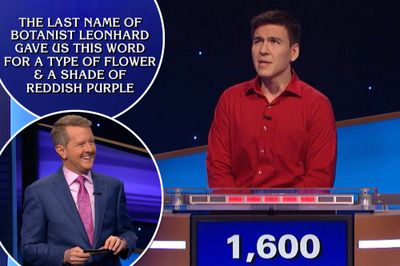 THE LAST NAME OF
BOTANIST LEONHARD
GAVE US THIS WORD
FOR A TYPE OF FLOWER
& A SHADE OF
REDDISH PURPLE
1,600